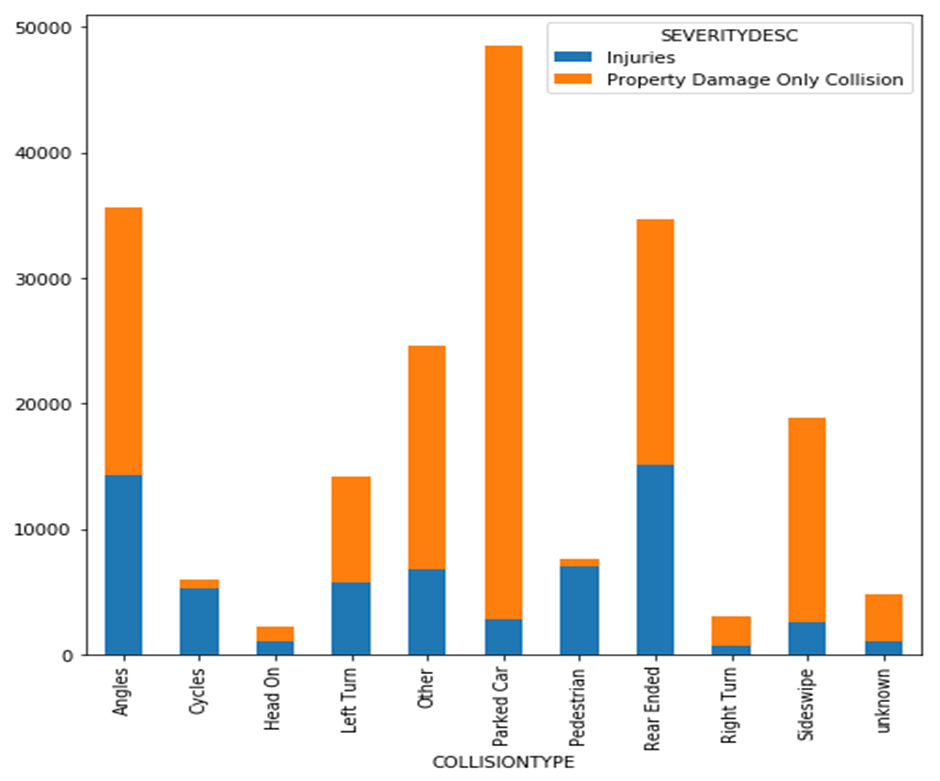 50000
40000
30000
20000
10000
0
SEVERITYDESC
Injuries
Property Damage Only Collision
Angles
Cycles
Head On
Left Turn
Other
Parked Car
Pedestrian
Rear Ended
Right Turn
Sideswipe
unknown
COLLISIONTYPE